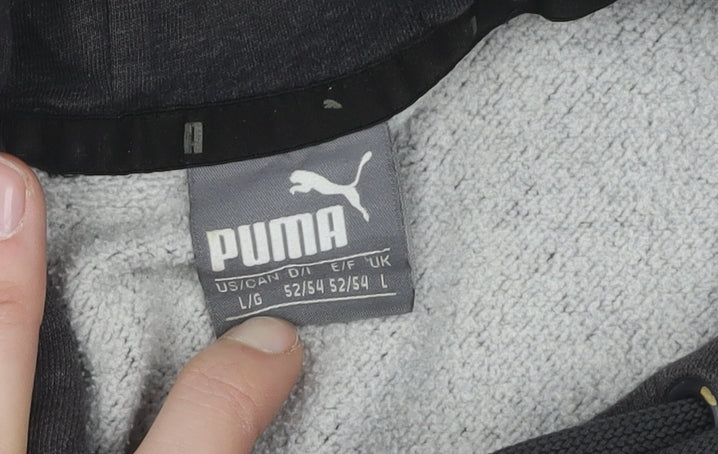 PUMA
US/CAN D/I E/F UK
L/G 52/54 52/54 L